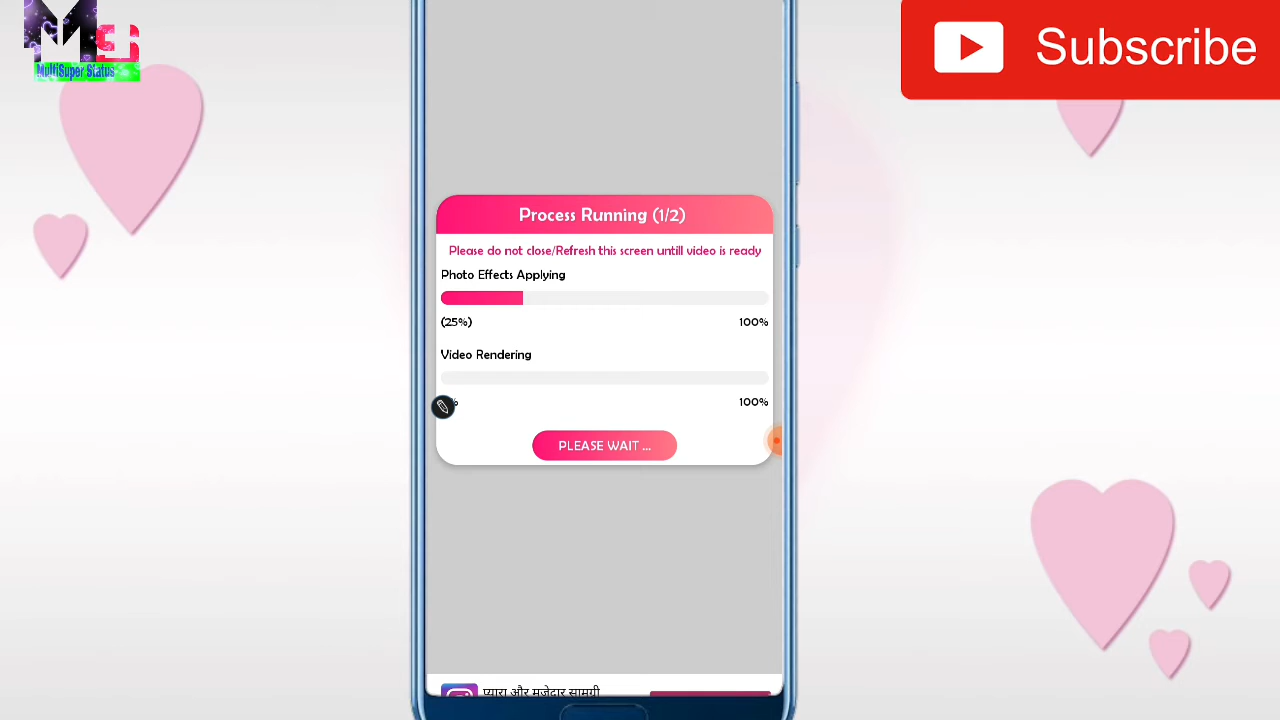 MS
MultiSuper Status
Subscribe
Process Running (1/2)
Please do not close/Refresh this screen untill video is ready
Photo Effects Applying
(25%) 100%
Video Rendering
% 100%
PLEASE WAIT ...
प्यारा और मजेदार सामग्री